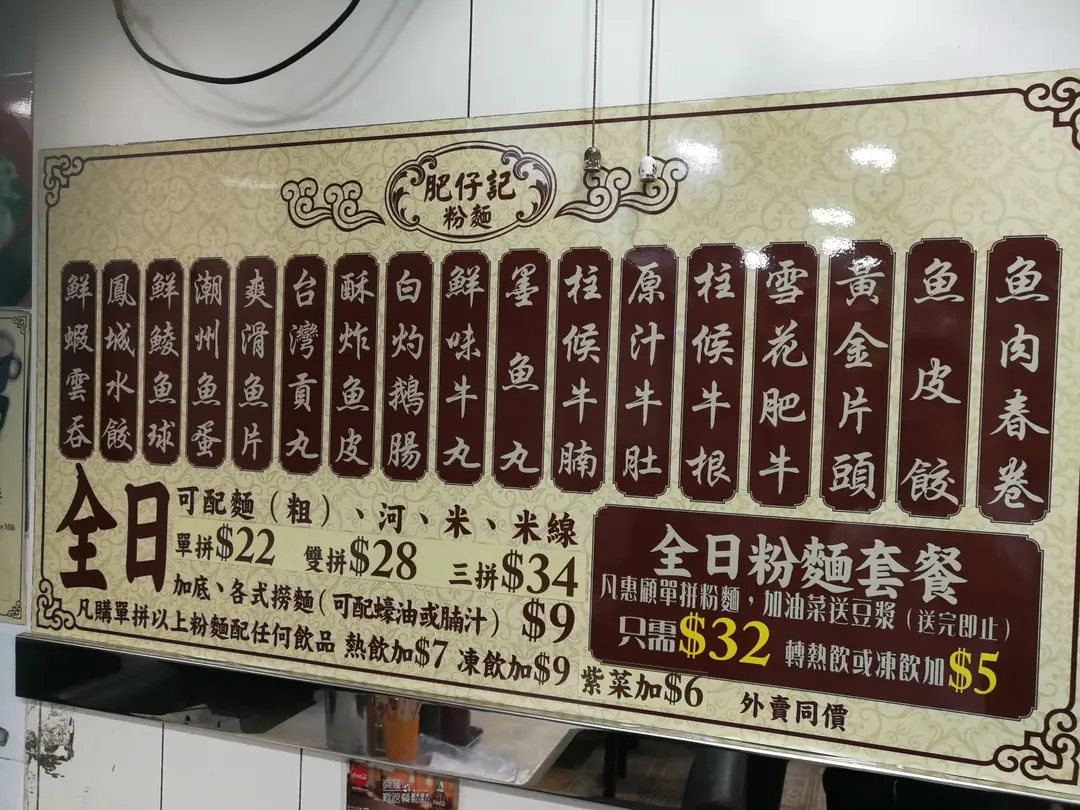 肥仔記
粉麵
鮮蝦雲吞
鳳城水餃
鮮鯪魚球
潮州魚蛋
爽滑魚片
台灣貢丸
酥炸魚皮
白灼鵝腸
鮮味牛丸
墨魚丸
柱候牛腩
原汁牛肚
柱候牛根
雪花肥牛
黃金片頭
魚皮餃
魚肉春卷
全日
可配麵（粗）、河、米、米線
單拼$22 雙拼$28 三拼$34
加底、各式撈麵（可配蠔油或腩汁） $9
凡購單拼以上粉麵配任何飲品 熱飲加$7 凍飲加$9 紫菜加$6 外賣同價
全日粉麵套餐
凡惠顧單拼粉麵，加油菜送豆漿（送完即止）
只需$32 轉熱飲或凍飲加$5
Milk